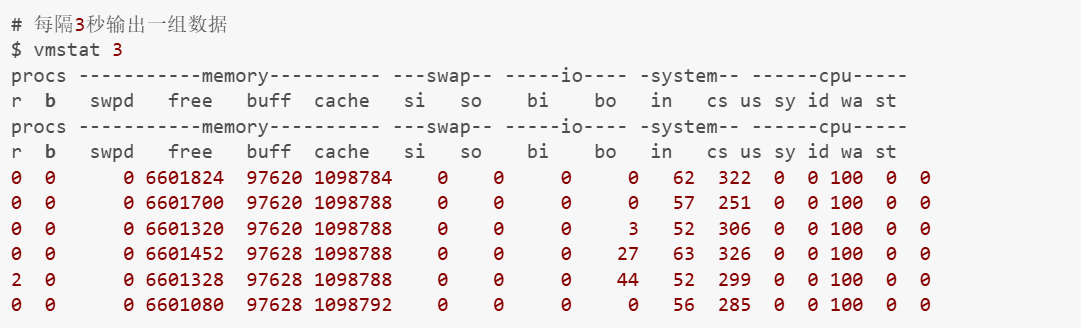 # 每隔3秒输出一组数据
$ vmstat 3
procs -----------memory---------- ---swap-- -----io---- -system-- ------cpu-----
r  b   swpd   free   buff  cache   si   so    bi    bo   in   cs us sy id wa st
procs -----------memory---------- ---swap-- -----io---- -system-- ------cpu-----
r  b   swpd   free   buff  cache   si   so    bi    bo   in   cs us sy id wa st
0  0      0 6601824  97620 1098784    0    0     0     0   62  322  0  0 100  0  0
0  0      0 6601700  97620 1098788    0    0     0     0   57  251  0  0 100  0  0
0  0      0 6601320  97620 1098788    0    0     0     3   52  306  0  0 100  0  0
0  0      0 6601452  97628 1098788    0    0     0    27   63  326  0  0 100  0  0
2  0      0 6601328  97628 1098788    0    0     0    44   52  299  0  0 100  0  0
0  0      0 6601080  97628 1098792    0    0     0     0   56  285  0  0 100  0  0